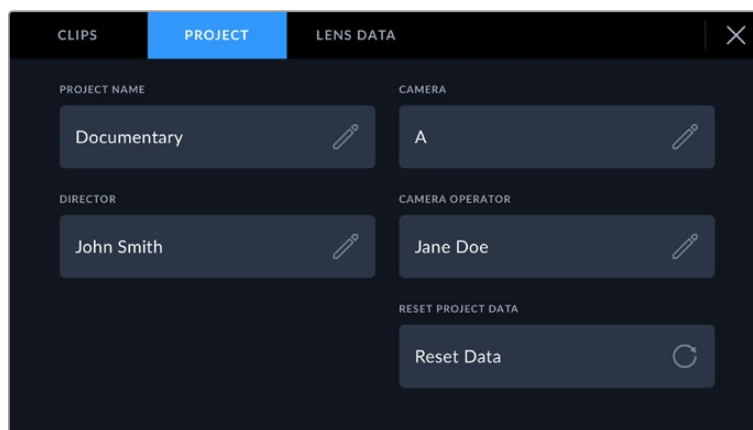 CLIPS PROJECT LENS DATA
PROJECT NAME CAMERA
Documentary A
DIRECTOR CAMERA OPERATOR
John Smith Jane Doe
RESET PROJECT DATA
Reset Data